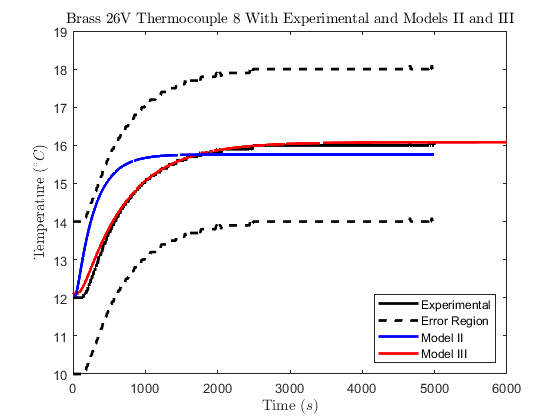 Brass 26V Thermocouple 8 With Experimental and Models II and III
19
18
17
16
15
14
13
12
11
10
Temperature (°C)
0 1000 2000 3000 4000 5000 6000
Time (s)
Experimental
Error Region
Model II
Model III